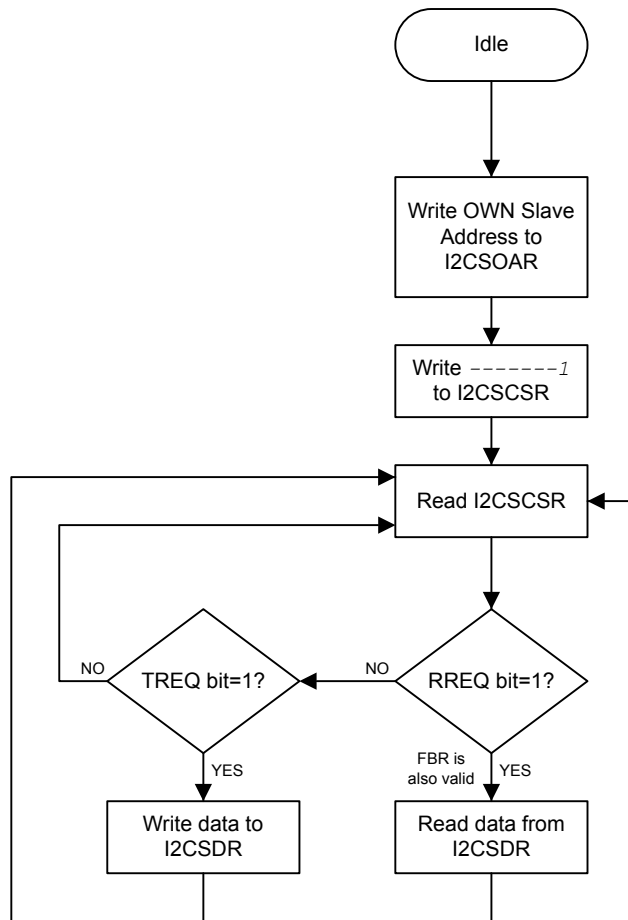 Idle
Write OWN Slave
Address to
I2CSOAR
Write -------1
to I2CSCSR
Read I2CSCSR
NO
TREQ bit=1?
NO
RREQ bit=1?
YES
FBR is
also valid
YES
Write data to
I2CSDR
Read data from
I2CSDR